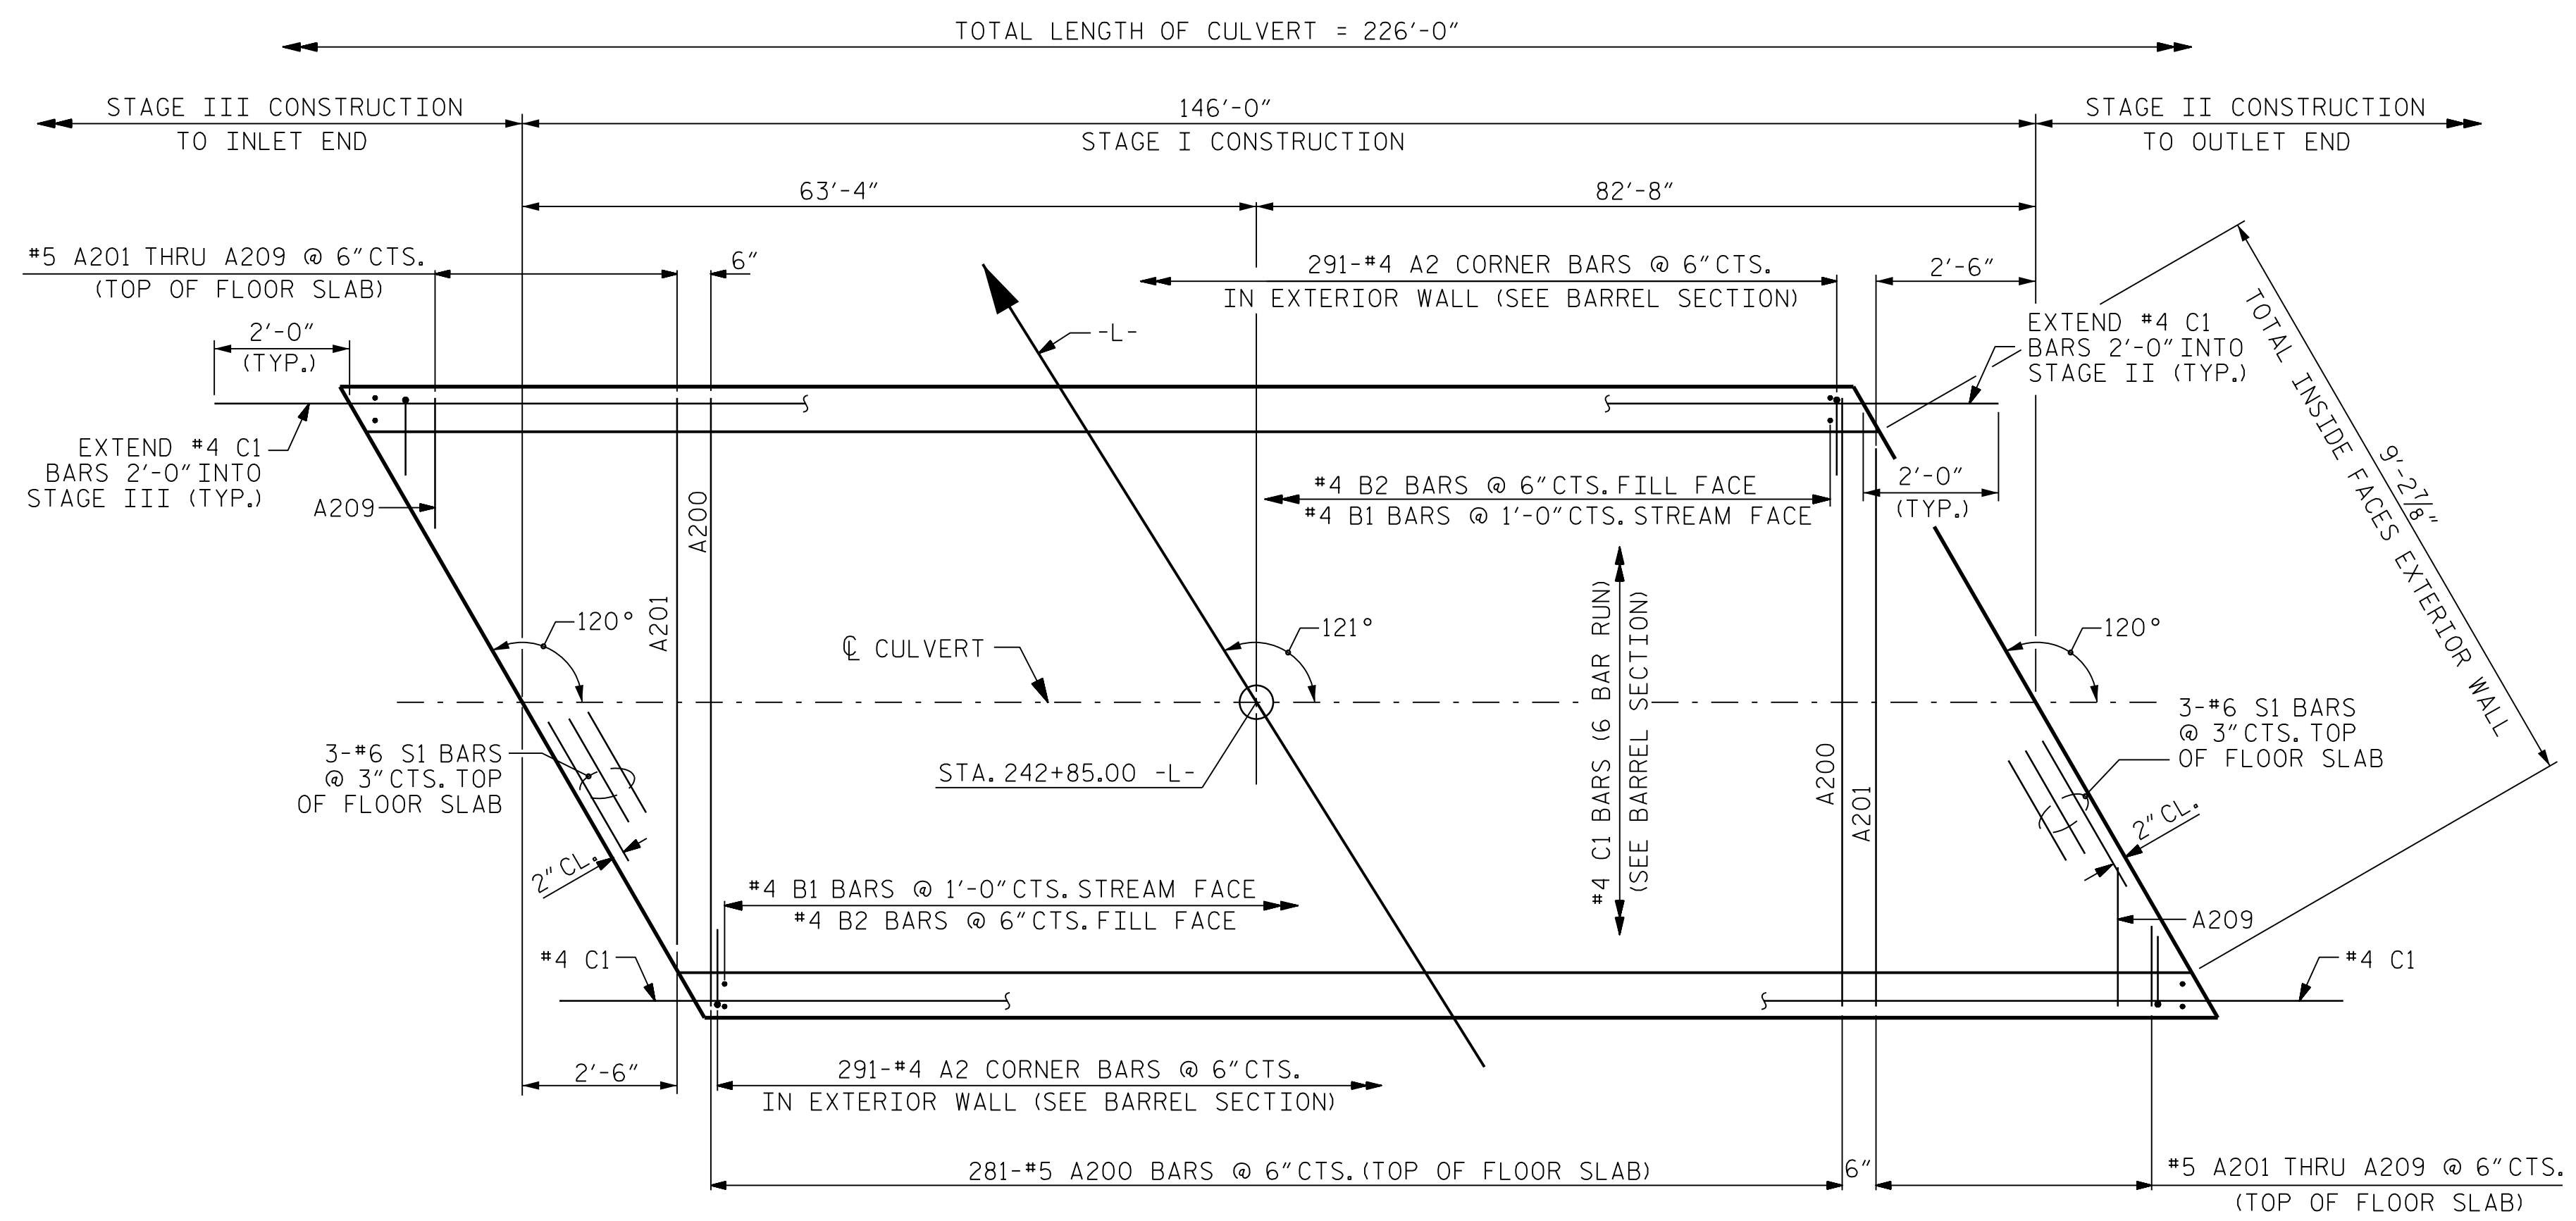 TOTAL LENGTH OF CULVERT = 226'-0"
STAGE III CONSTRUCTION
TO INLET END
146'-0"
STAGE I CONSTRUCTION
STAGE II CONSTRUCTION
TO OUTLET END
63'-4"
82'-8"
#5 A201 THRU A209 @ 6" CTS.
(TOP OF FLOOR SLAB)
6"
291-#4 A2 CORNER BARS @ 6" CTS.
IN EXTERIOR WALL (SEE BARREL SECTION)
2'-6"
2'-0"
(TYP.)
-L-
EXTEND #4 C1
BARS 2'-0" INTO
STAGE II (TYP.)
TOTAL INSIDE FACES EXTERIOR WALL
9'-2 7/8"
EXTEND #4 C1
BARS 2'-0" INTO
STAGE III (TYP.)
A209
A200
#4 B2 BARS @ 6" CTS. FILL FACE
#4 B1 BARS @ 1'-0" CTS. STREAM FACE
2'-0"
(TYP.)
A201
120°
℄ CULVERT
121°
#4 C1 BARS (6 BAR RUN)
(SEE BARREL SECTION)
120°
3-#6 S1 BARS
@ 3" CTS. TOP
OF FLOOR SLAB
STA. 242+85.00 -L-
A200
A201
3-#6 S1 BARS
@ 3" CTS. TOP
OF FLOOR SLAB
2" CL.
2" CL.
#4 B1 BARS @ 1'-0" CTS. STREAM FACE
#4 B2 BARS @ 6" CTS. FILL FACE
A209
#4 C1
#4 C1
2'-6"
291-#4 A2 CORNER BARS @ 6" CTS.
IN EXTERIOR WALL (SEE BARREL SECTION)
281-#5 A200 BARS @ 6" CTS. (TOP OF FLOOR SLAB)
6"
#5 A201 THRU A209 @ 6" CTS.
(TOP OF FLOOR SLAB)